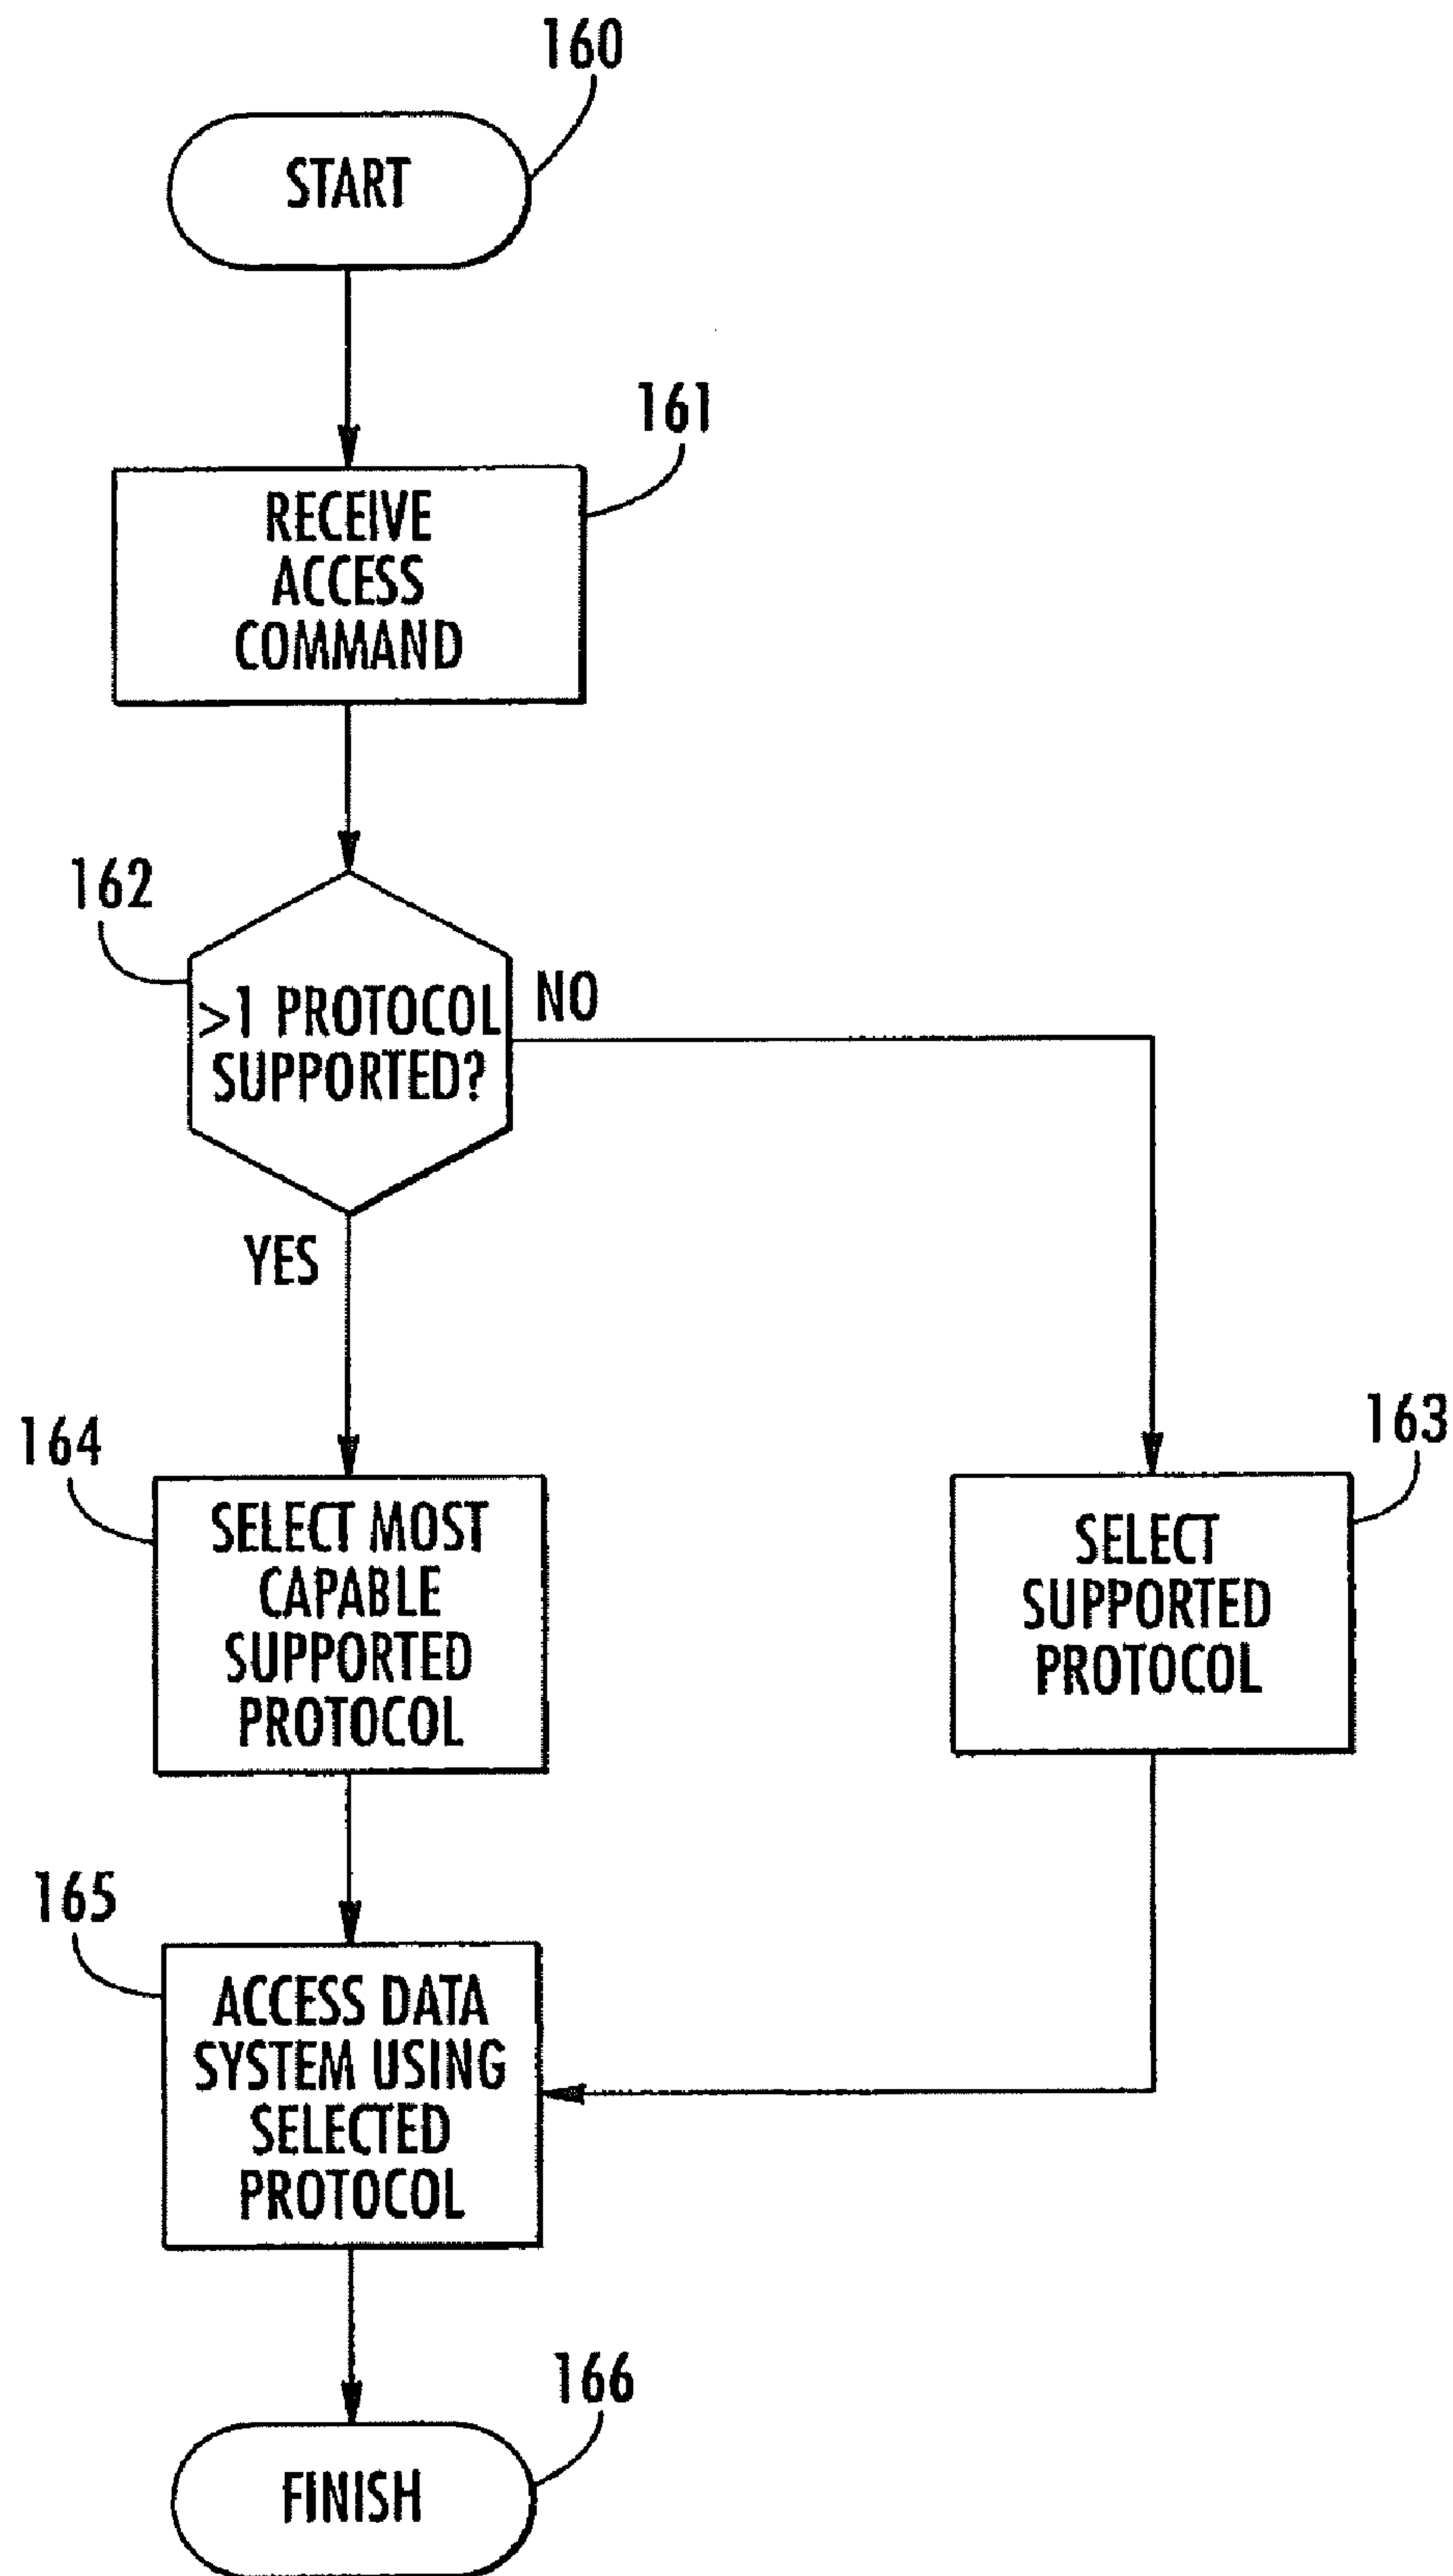 160
START
161
RECEIVE
ACCESS
COMMAND
162
>1 PROTOCOL
SUPPORTED?
NO
YES
164
SELECT MOST
CAPABLE
SUPPORTED
PROTOCOL
163
SELECT
SUPPORTED
PROTOCOL
165
ACCESS DATA
SYSTEM USING
SELECTED
PROTOCOL
166
FINISH